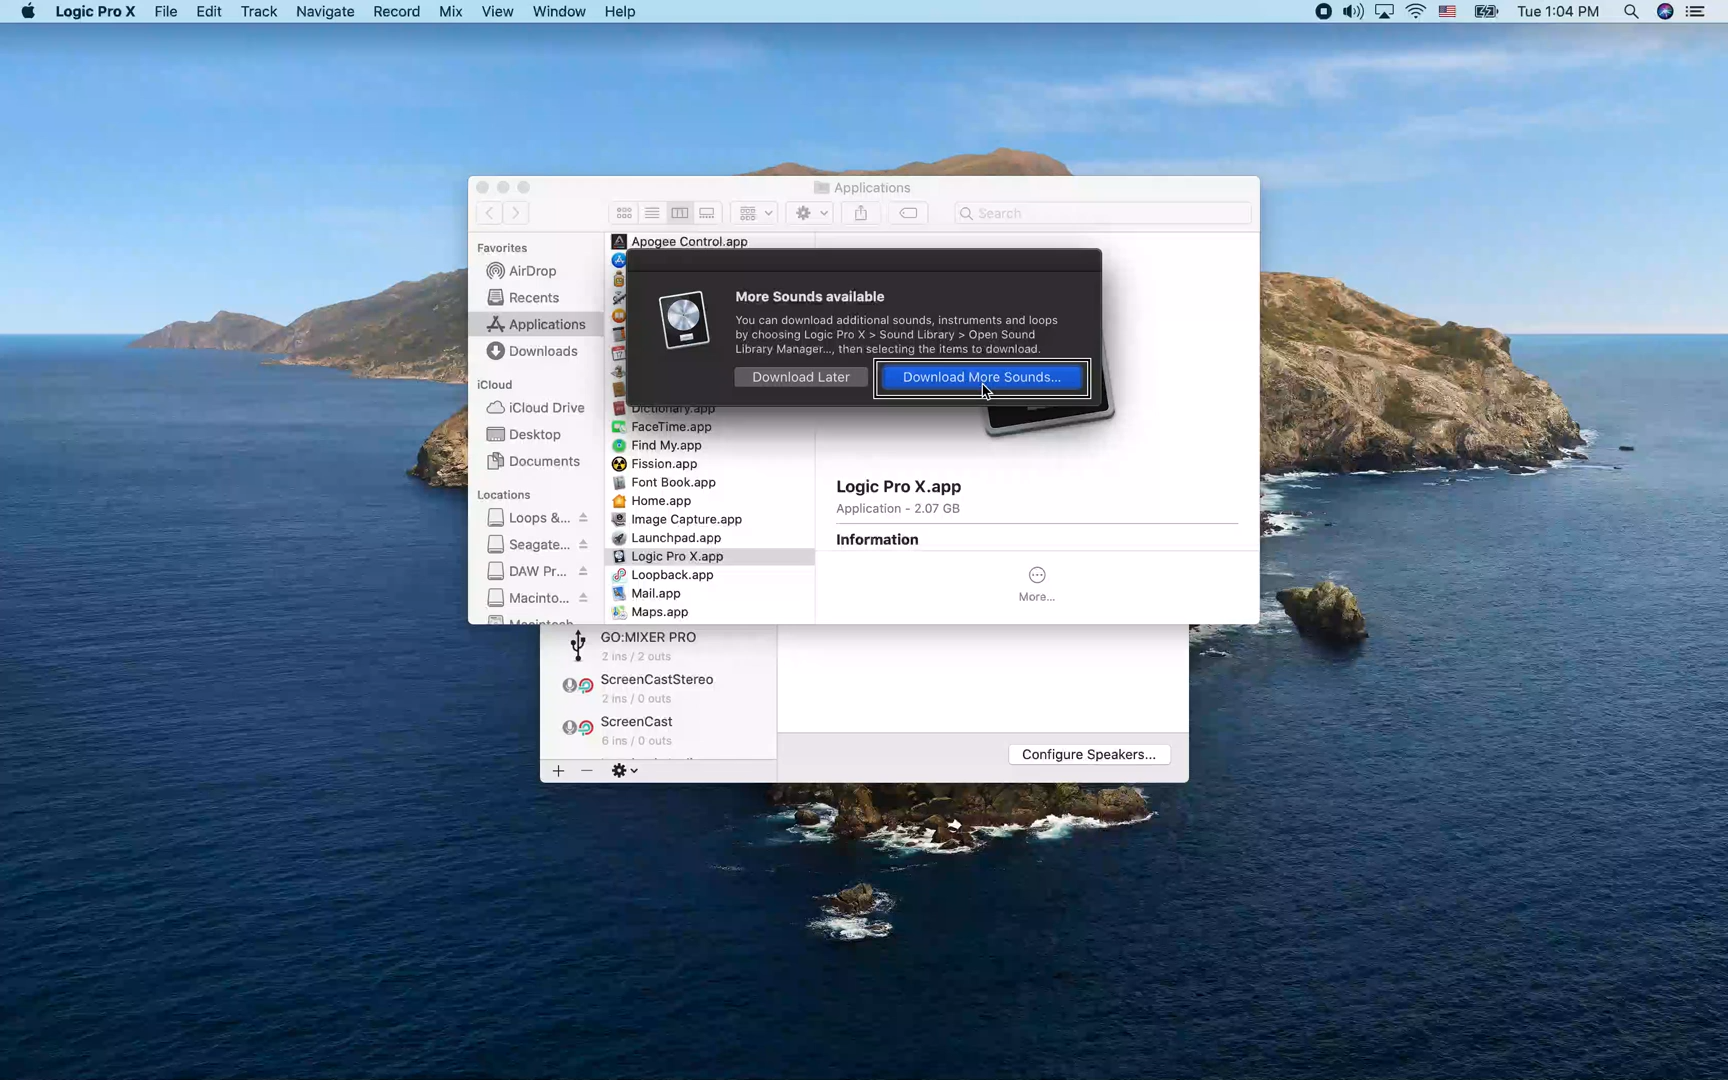 Logic Pro X File Edit Track Navigate Record Mix View Window Help Tue 1:04 PM
Applications
Search
Favorites
AirDrop
Recents
Applications
Downloads
iCloud
iCloud Drive
Desktop
Documents
Locations
Loops &...
Seagate...
DAW Pr...
Macinto...
Apogee Control.app
More Sounds available
You can download additional sounds, instruments and loops
by choosing Logic Pro X > Sound Library > Open Sound
Library Manager..., then selecting the items to download.
Download Later Download More Sounds...
Dictionary.app
FaceTime.app
Find My.app
Fission.app
Font Book.app
Home.app
Image Capture.app
Launchpad.app
Logic Pro X.app
Loopback.app
Mail.app
Maps.app
Logic Pro X.app
Application - 2.07 GB
Information
More...
GO:MIXER PRO
2 ins / 2 outs
ScreenCastStereo
2 ins / 0 outs
ScreenCast
6 ins / 0 outs
Configure Speakers...